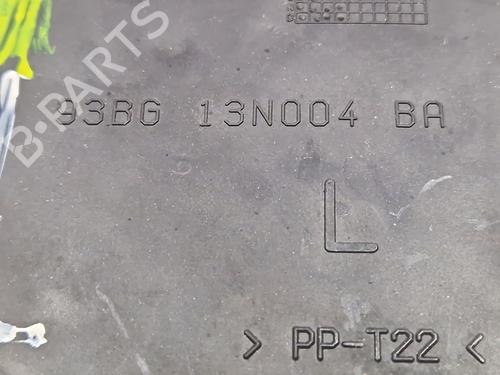 B-PARTS
93BG 13N004 BA
L
> PP-T22 <